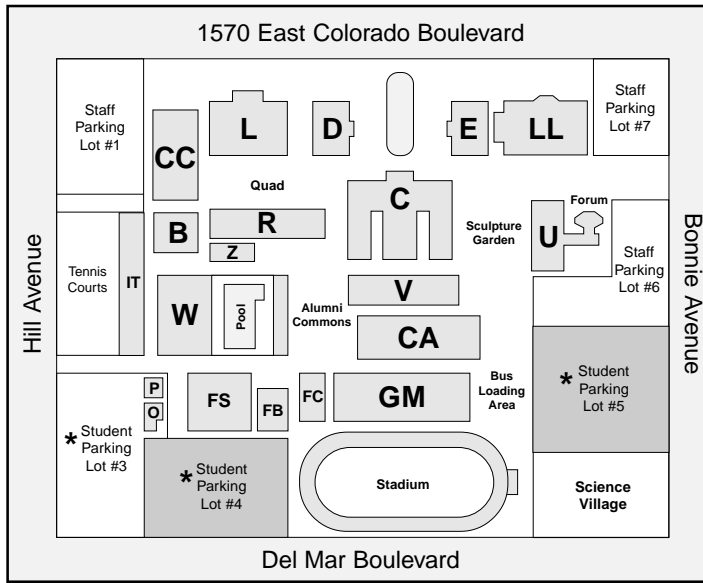 1570 East Colorado Boulevard
Staff
Parking
Lot #1
CC
L
D
E
LL
Staff
Parking
Lot #7
Quad
C
B
R
Z
Sculpture
Garden
Forum
U
Staff
Parking
Lot #6
Hill Avenue
Bonnie Avenue
Tennis
Courts
IT
W
Pool
Alumni
Commons
V
CA
P
O
FS
FB
FC
GM
Bus
Loading
Area
* Student
Parking
Lot #5
* Student
Parking
Lot #3
* Student
Parking
Lot #4
Stadium
Science
Village
Del Mar Boulevard